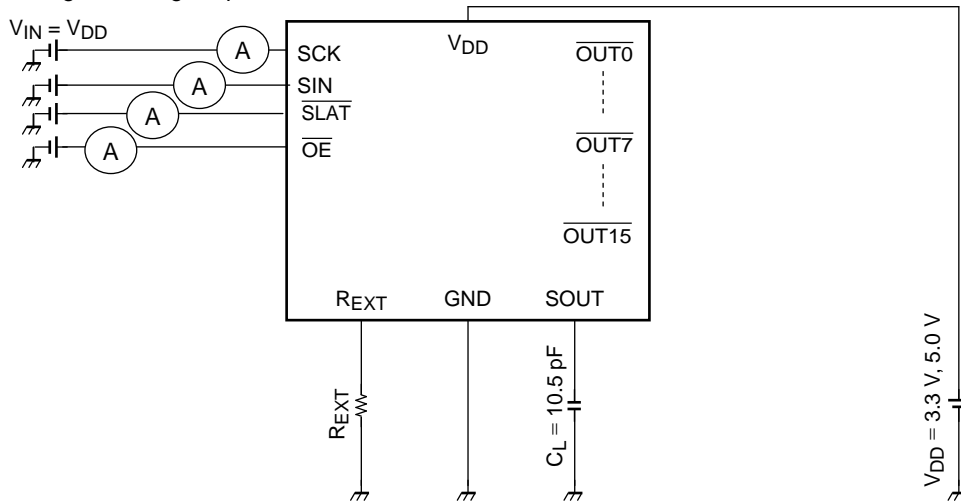 V_IN = V_DD
A
SCK
V_DD
OUT0
A
SIN
A
SLAT
A
OE
OUT7
OUT15
R_EXT
GND
SOUT
R_EXT
C_L = 10.5 pF
V_DD = 3.3 V, 5.0 V